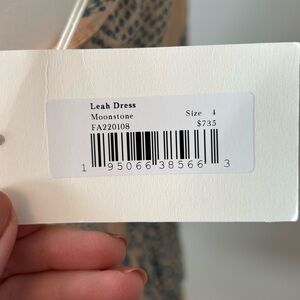 Leah Dress
Moonstone Size 4
FA220108 $735
1 95066 38566 3